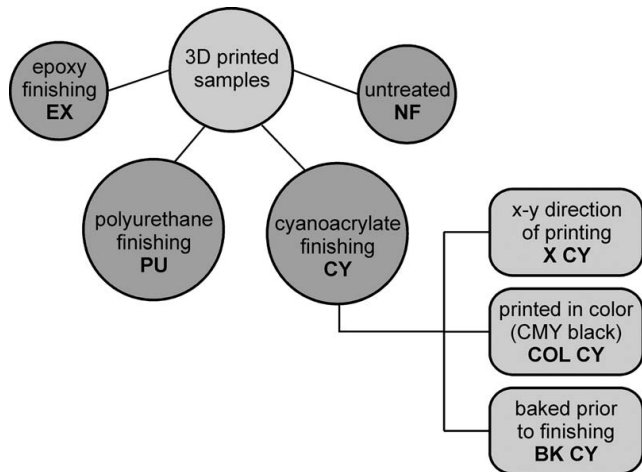 3D printed
samples
epoxy
finishing
EX
untreated
NF
polyurethane
finishing
PU
cyanoacrylate
finishing
CY
x-y direction
of printing
X CY
printed in color
(CMY black)
COL CY
baked prior
to finishing
BK CY